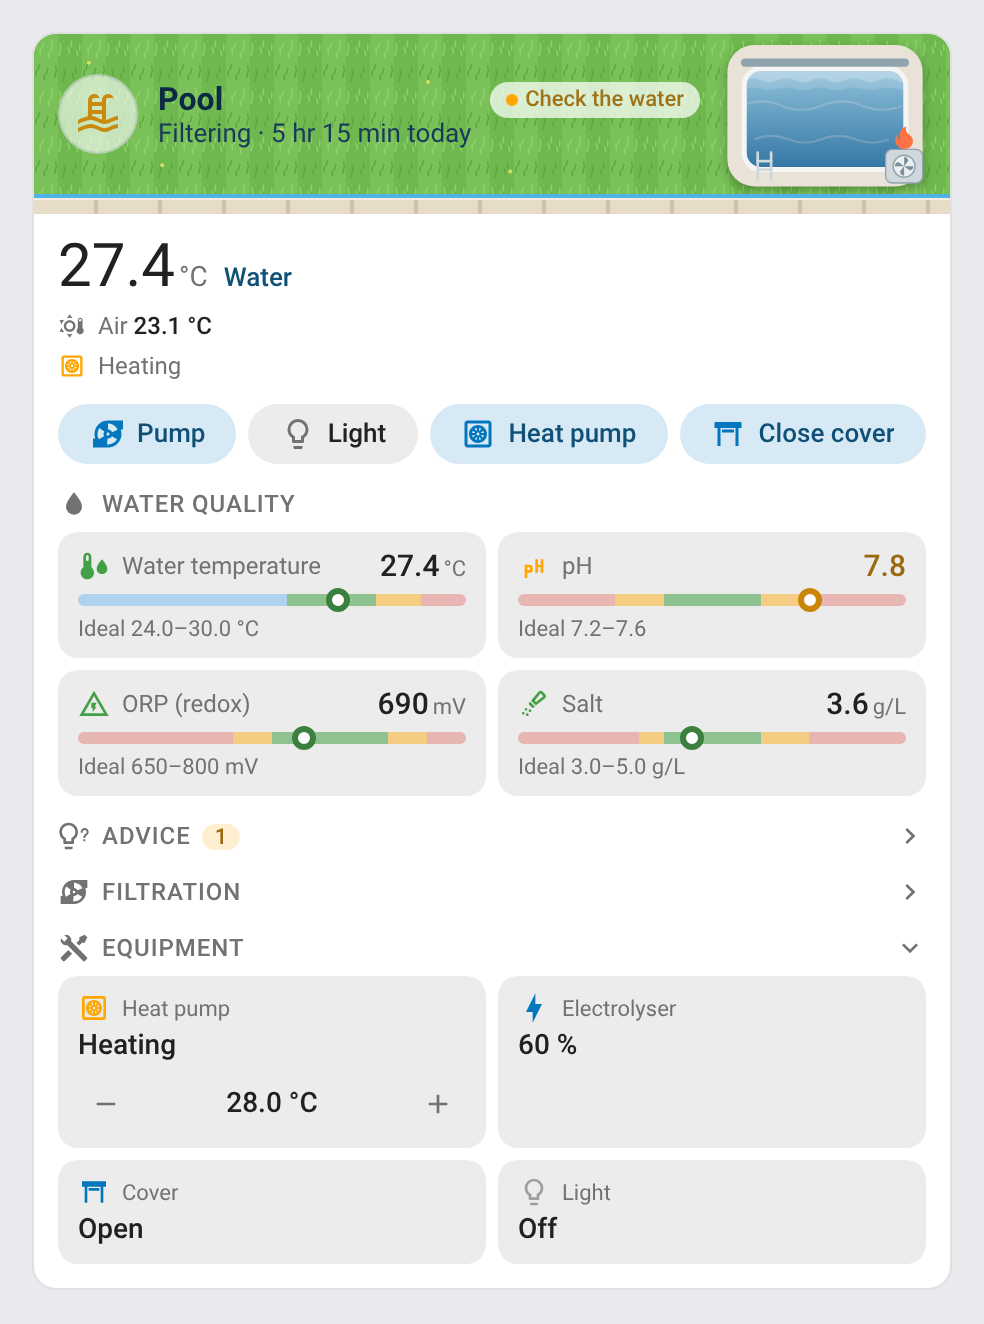 Pool
Filtering · 5 hr 15 min today
Check the water
27.4 °C Water
Air 23.1 °C
Heating
Pump
Light
Heat pump
Close cover
WATER QUALITY
Water temperature 27.4 °C
Ideal 24.0–30.0 °C
pH pH 7.8
Ideal 7.2–7.6
ORP (redox) 690 mV
Ideal 650–800 mV
Salt 3.6 g/L
Ideal 3.0–5.0 g/L
? ADVICE 1
FILTRATION
EQUIPMENT
Heat pump
Heating
− 28.0 °C +
Electrolyser
60 %
Cover
Open
Light
Off